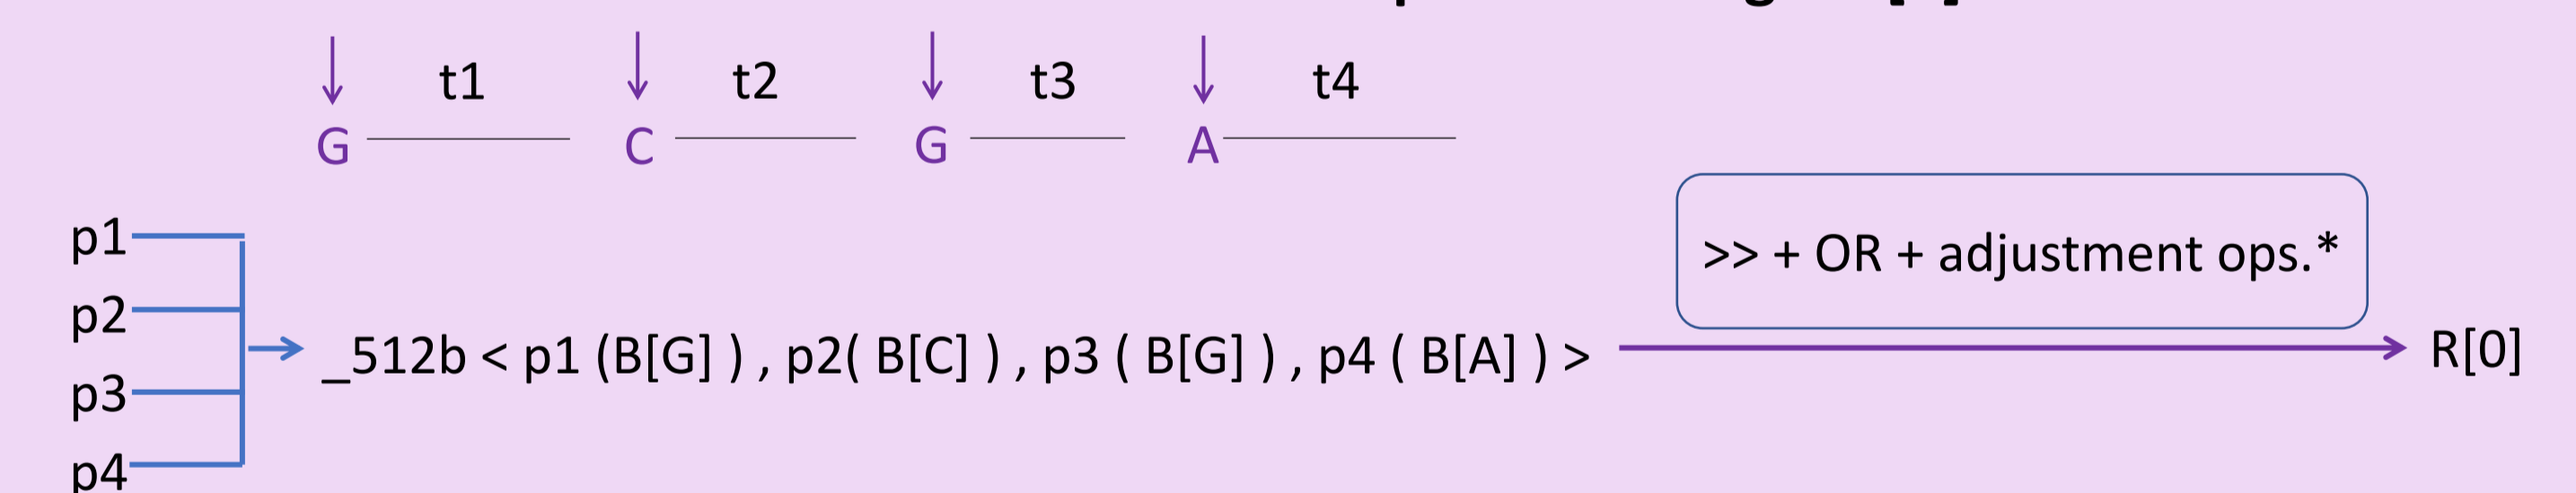 t1 t2 t3 t4
G C G A
p1
>> + OR + adjustment ops.*
p2
_512b < p1 (B[G] ) , p2( B[C] ) , p3 ( B[G] ) , p4 ( B[A] ) > R[0]
p3
p4